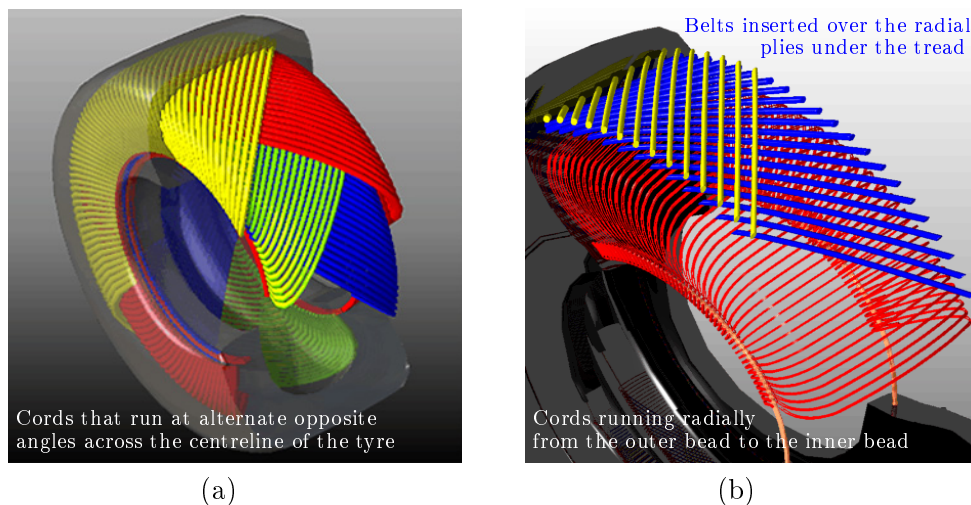 Belts inserted over the radial
plies under the tread
Cords that run at alternate opposite
angles across the centreline of the tyre
Cords running radially
from the outer bead to the inner bead
(a)
(b)